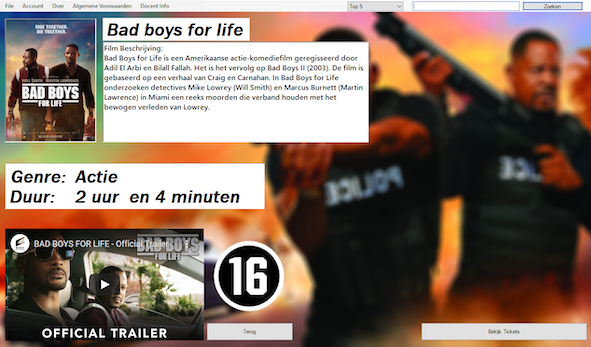 File Account Over Algemene Voorwaarden Docent Info Top 5 Zoeken
Bad boys for life
RIDE TOGETHER.
DIE TOGETHER.
WILL SMITH MARTIN LAWRENCE
BAD BOYS
FOR LIFE
Film Beschrijving:
Bad Boys for Life is een Amerikaanse actie-komediefilm geregisseerd door
Adil El Arbi en Bilall Fallah. Het is het vervolg op Bad Boys II (2003). De film is
gebaseerd op een verhaal van Craig en Carnahan. In Bad Boys for Life
onderzoeken detectives Mike Lowrey (Will Smith) en Marcus Burnett (Martin
Lawrence) in Miami een reeks moorden die verband houden met het
bewogen verleden van Lowrey.
POLICE
POLICE
Genre: Actie
Duur: 2 uur en 4 minuten
BAD BOYS FOR LIFE - Official Trailer
BAD BOYS
FOR LIFE
OFFICIAL TRAILER
16
Terug
Bekijk Tickets